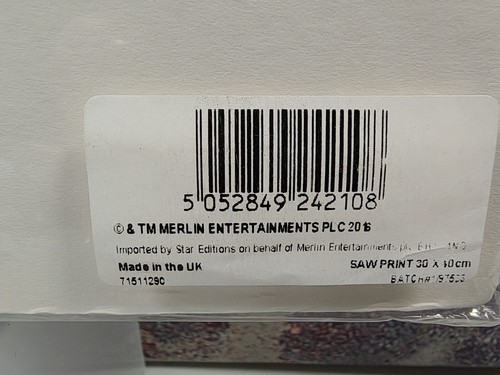 5 052849 242108
© & TM MERLIN ENTERTAINMENTS PLC 2016
Imported by Star Editions on behalf of Merlin Entertainments plc
Made in the UK
SAW PRINT 30 X 40cm
71511290